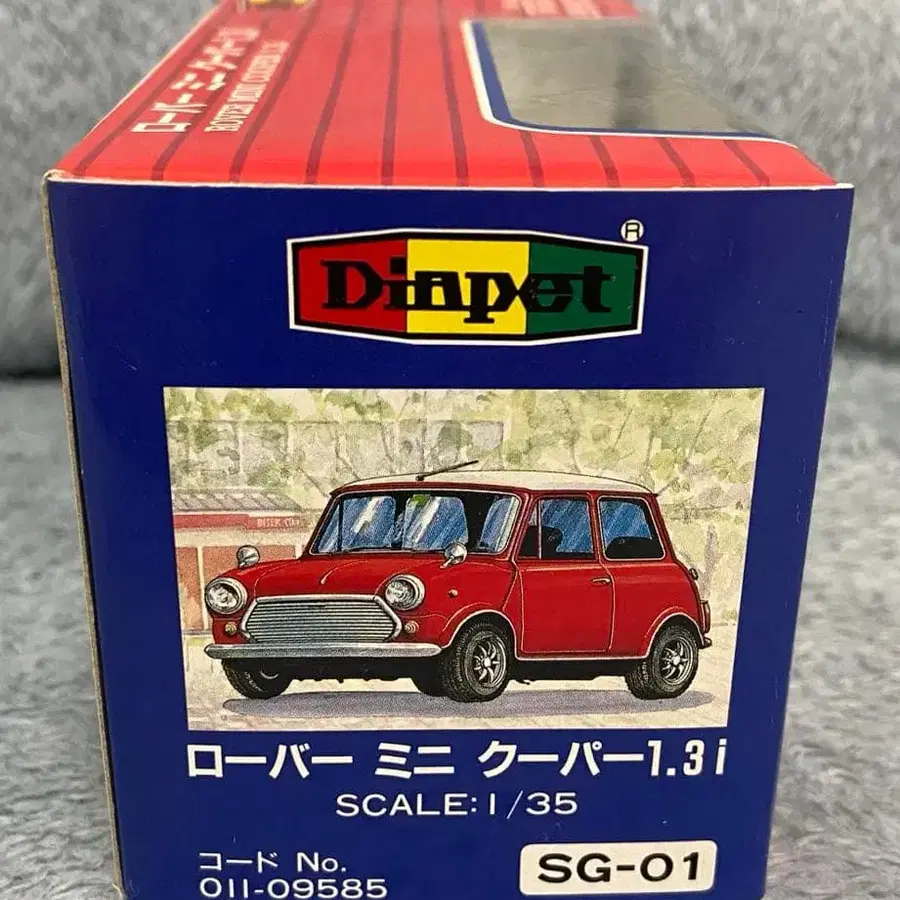 ローバー ミニ クーパー1.3i
ROVER MINI COOPER 1.3i
Diapet
®
ローバー ミニ クーパー1.3i
SCALE:1/35
コード No.
011-09585
SG-01